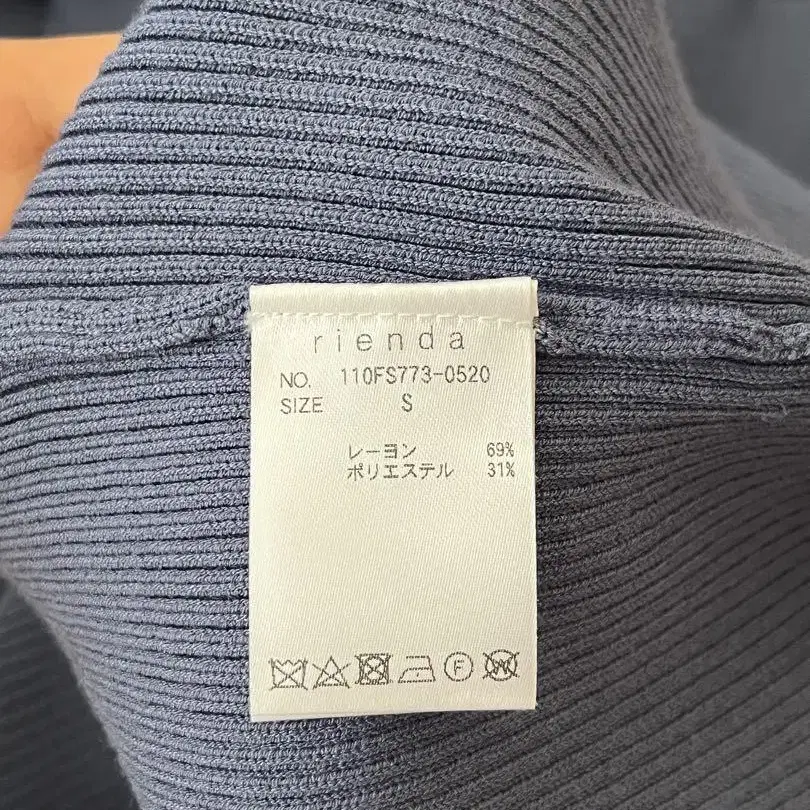 rienda
NO. 110FS773-0520
SIZE S
レーヨン 69%
ポリエステル 31%
F W